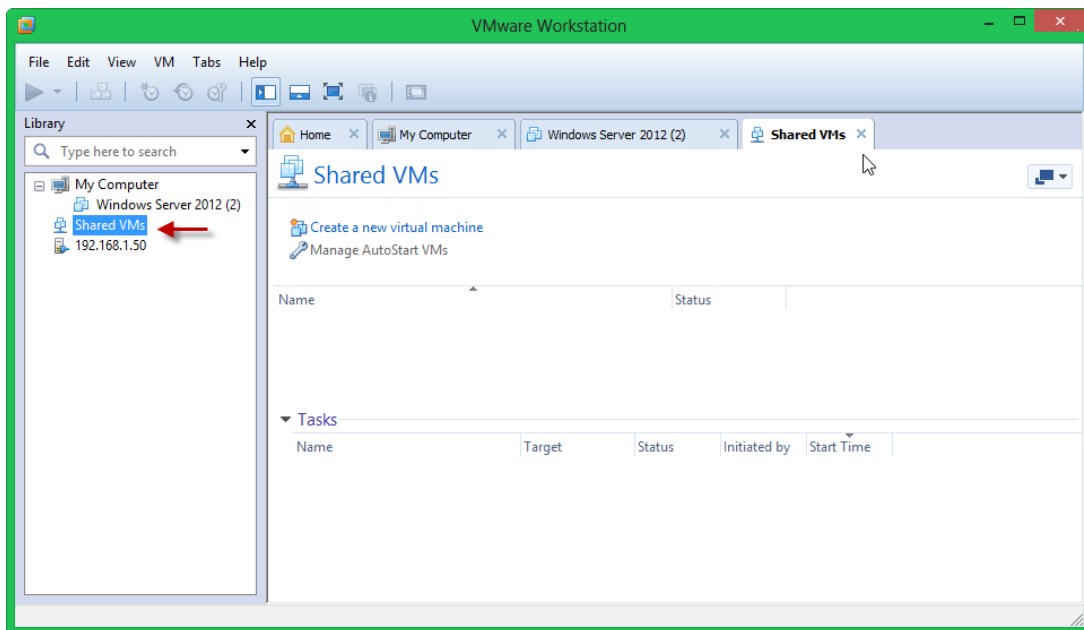 VMware Workstation
File Edit View VM Tabs Help
Library
Type here to search
My Computer
Windows Server 2012 (2)
Shared VMs
192.168.1.50
Home My Computer Windows Server 2012 (2) Shared VMs
Shared VMs
Create a new virtual machine
Manage AutoStart VMs
Name Status
Tasks
Name Target Status Initiated by Start Time